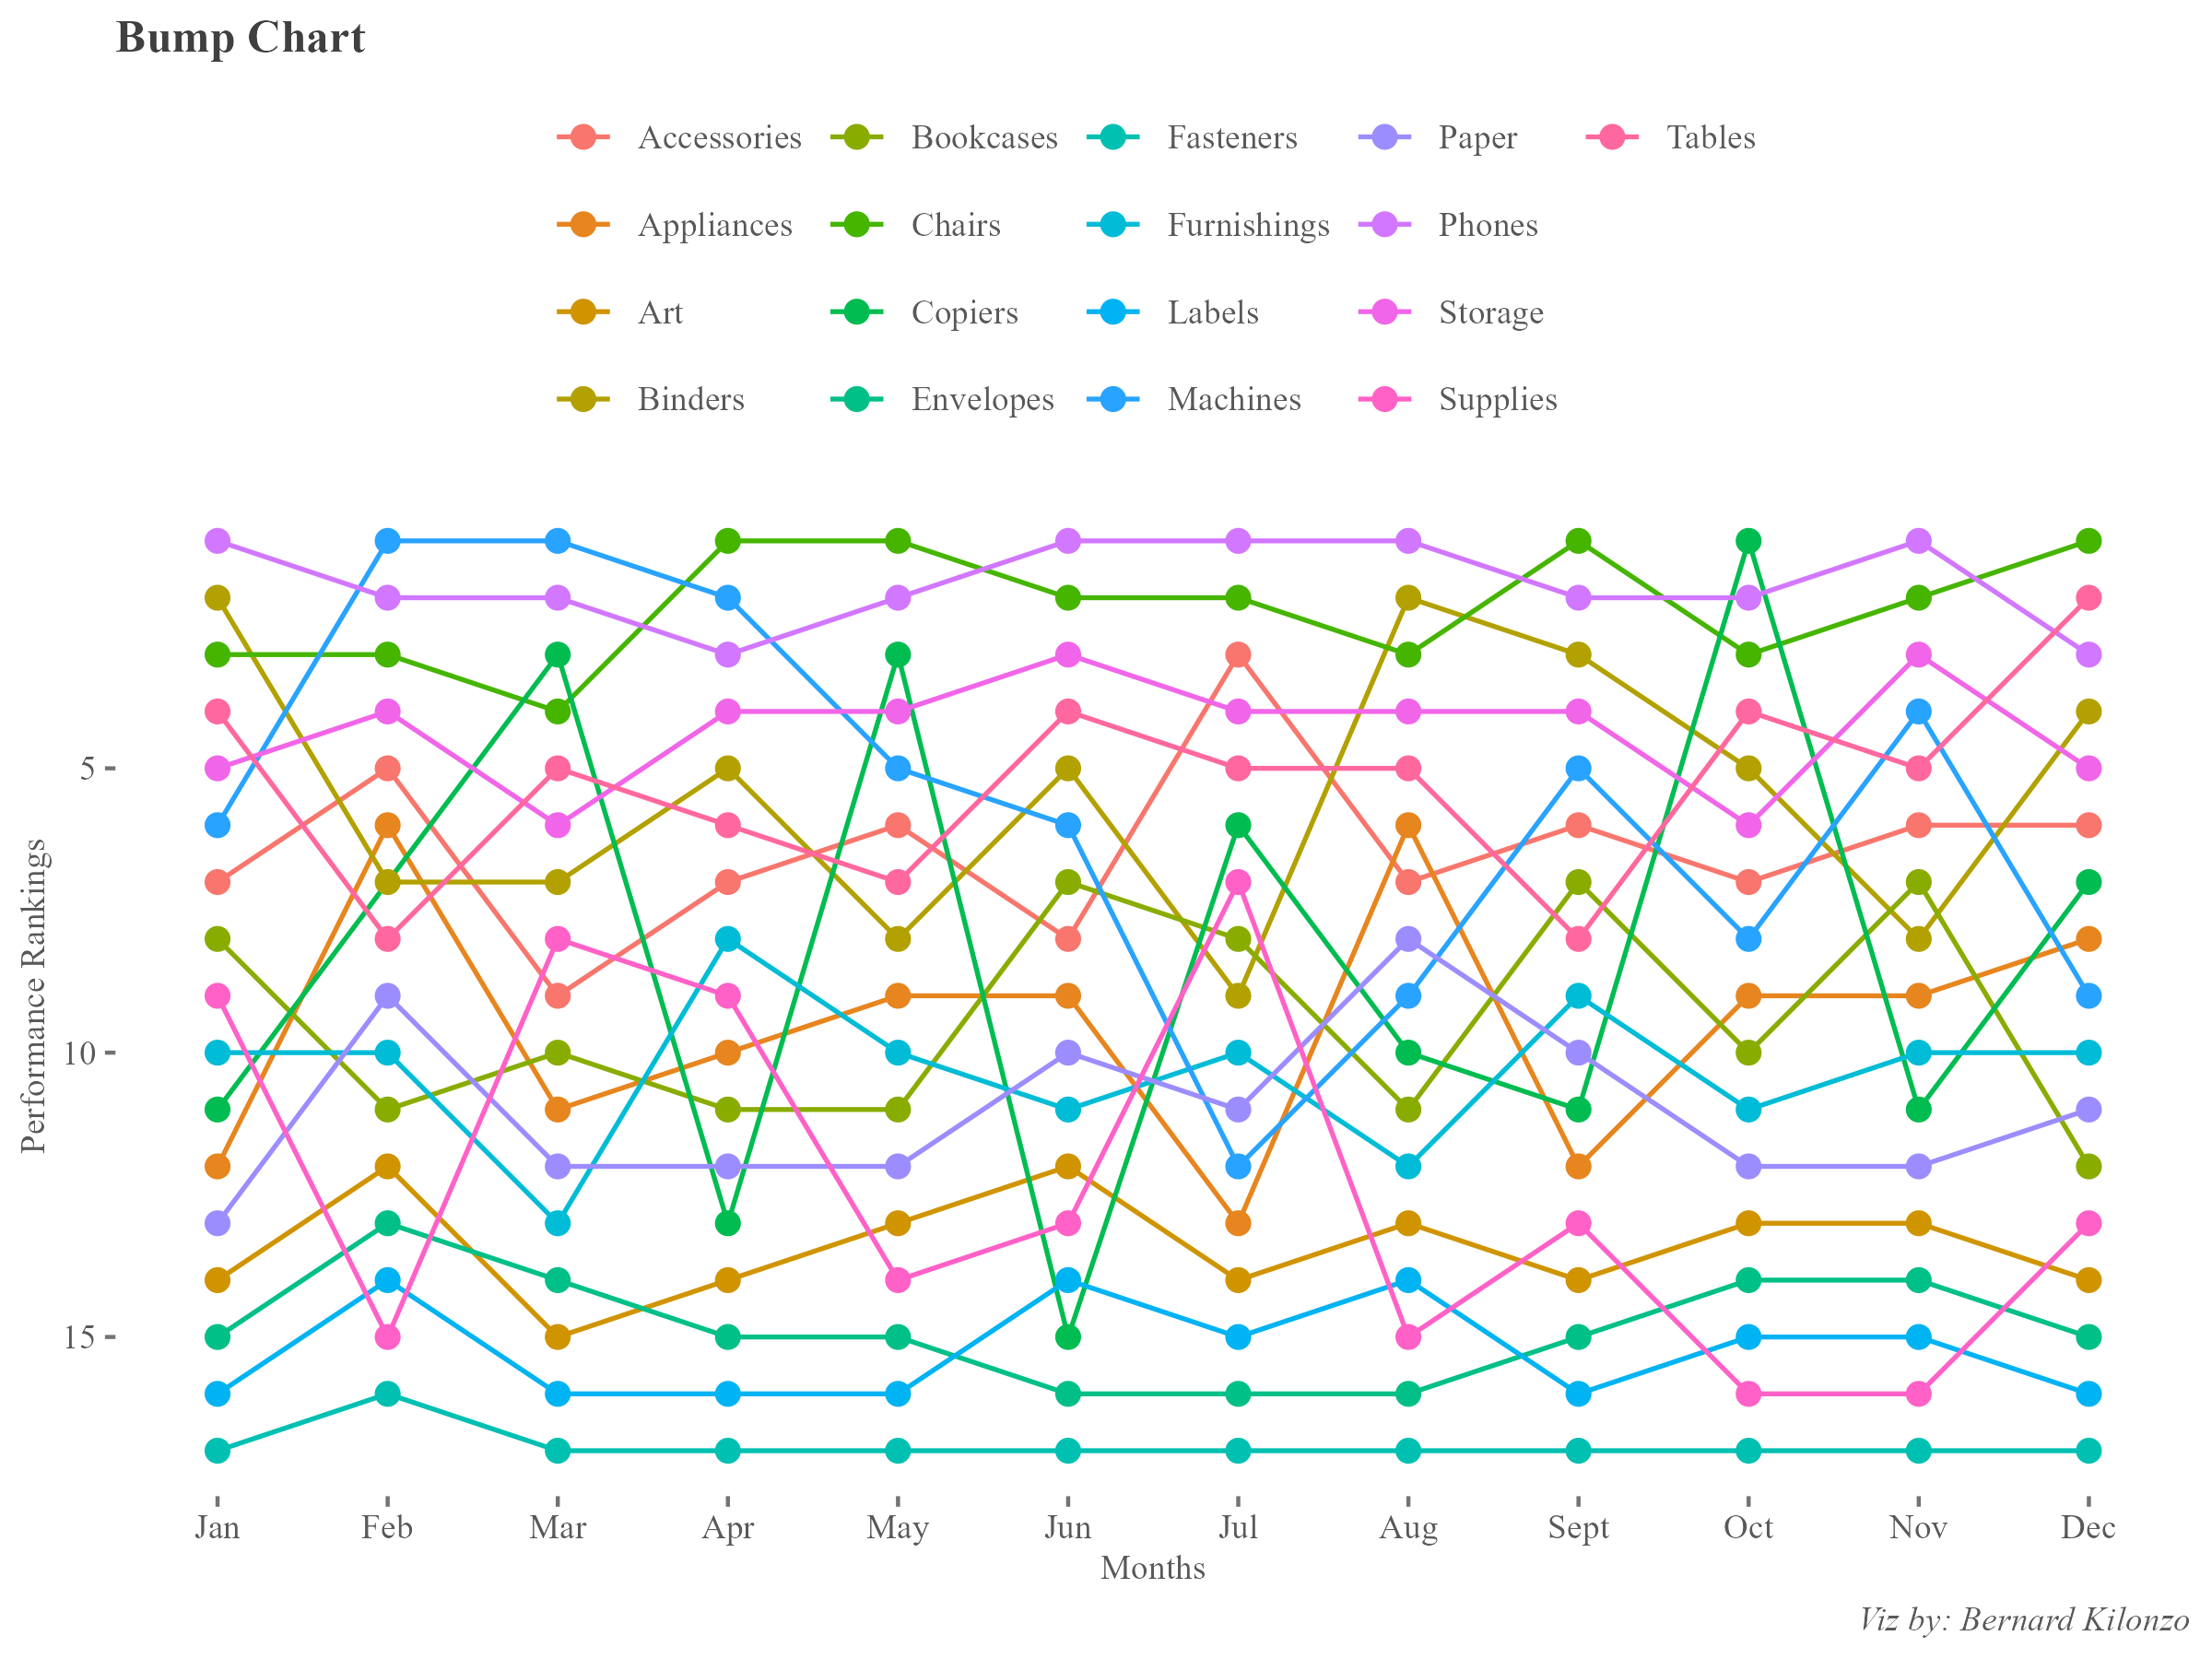 Bump Chart
Accessories Bookcases Fasteners Paper Tables
Appliances Chairs Furnishings Phones
Art Copiers Labels Storage
Binders Envelopes Machines Supplies
Performance Rankings
5
10
15
Jan Feb Mar Apr May Jun Jul Aug Sept Oct Nov Dec
Months
Viz by: Bernard Kilonzo